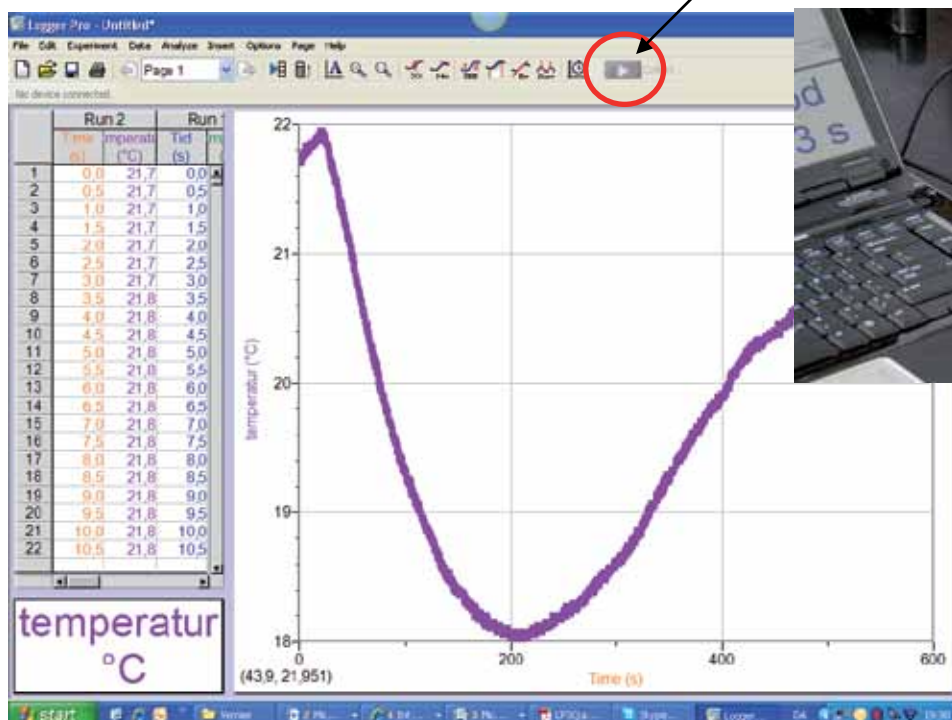 Logger Pro - Untitled*
File Edit Experiment Data Analyze Insert Options Page Help
Page 1
No device connected.
Run 2 Run 1
Time mperatu Tid
(s) (°C) (s)
1 0,0 21,7 0,0
2 0,5 21,7 0,5
3 1,0 21,7 1,0
4 1,5 21,7 1,5
5 2,0 21,7 2,0
6 2,5 21,7 2,5
7 3,0 21,7 3,0
8 3,5 21,8 3,5
9 4,0 21,8 4,0
10 4,5 21,8 4,5
11 5,0 21,8 5,0
12 5,5 21,8 5,5
13 6,0 21,8 6,0
14 6,5 21,8 6,5
15 7,0 21,8 7,0
16 7,5 21,8 7,5
17 8,0 21,8 8,0
18 8,5 21,8 8,5
19 9,0 21,8 9,0
20 9,5 21,8 9,5
21 10,0 21,8 10,0
22 10,5 21,8 10,5
temperatur
°C
22
21
20
19
18
temperatur (°C)
0 200 400 600
(43,9, 21,951)
Time (s)
od
3 s
start